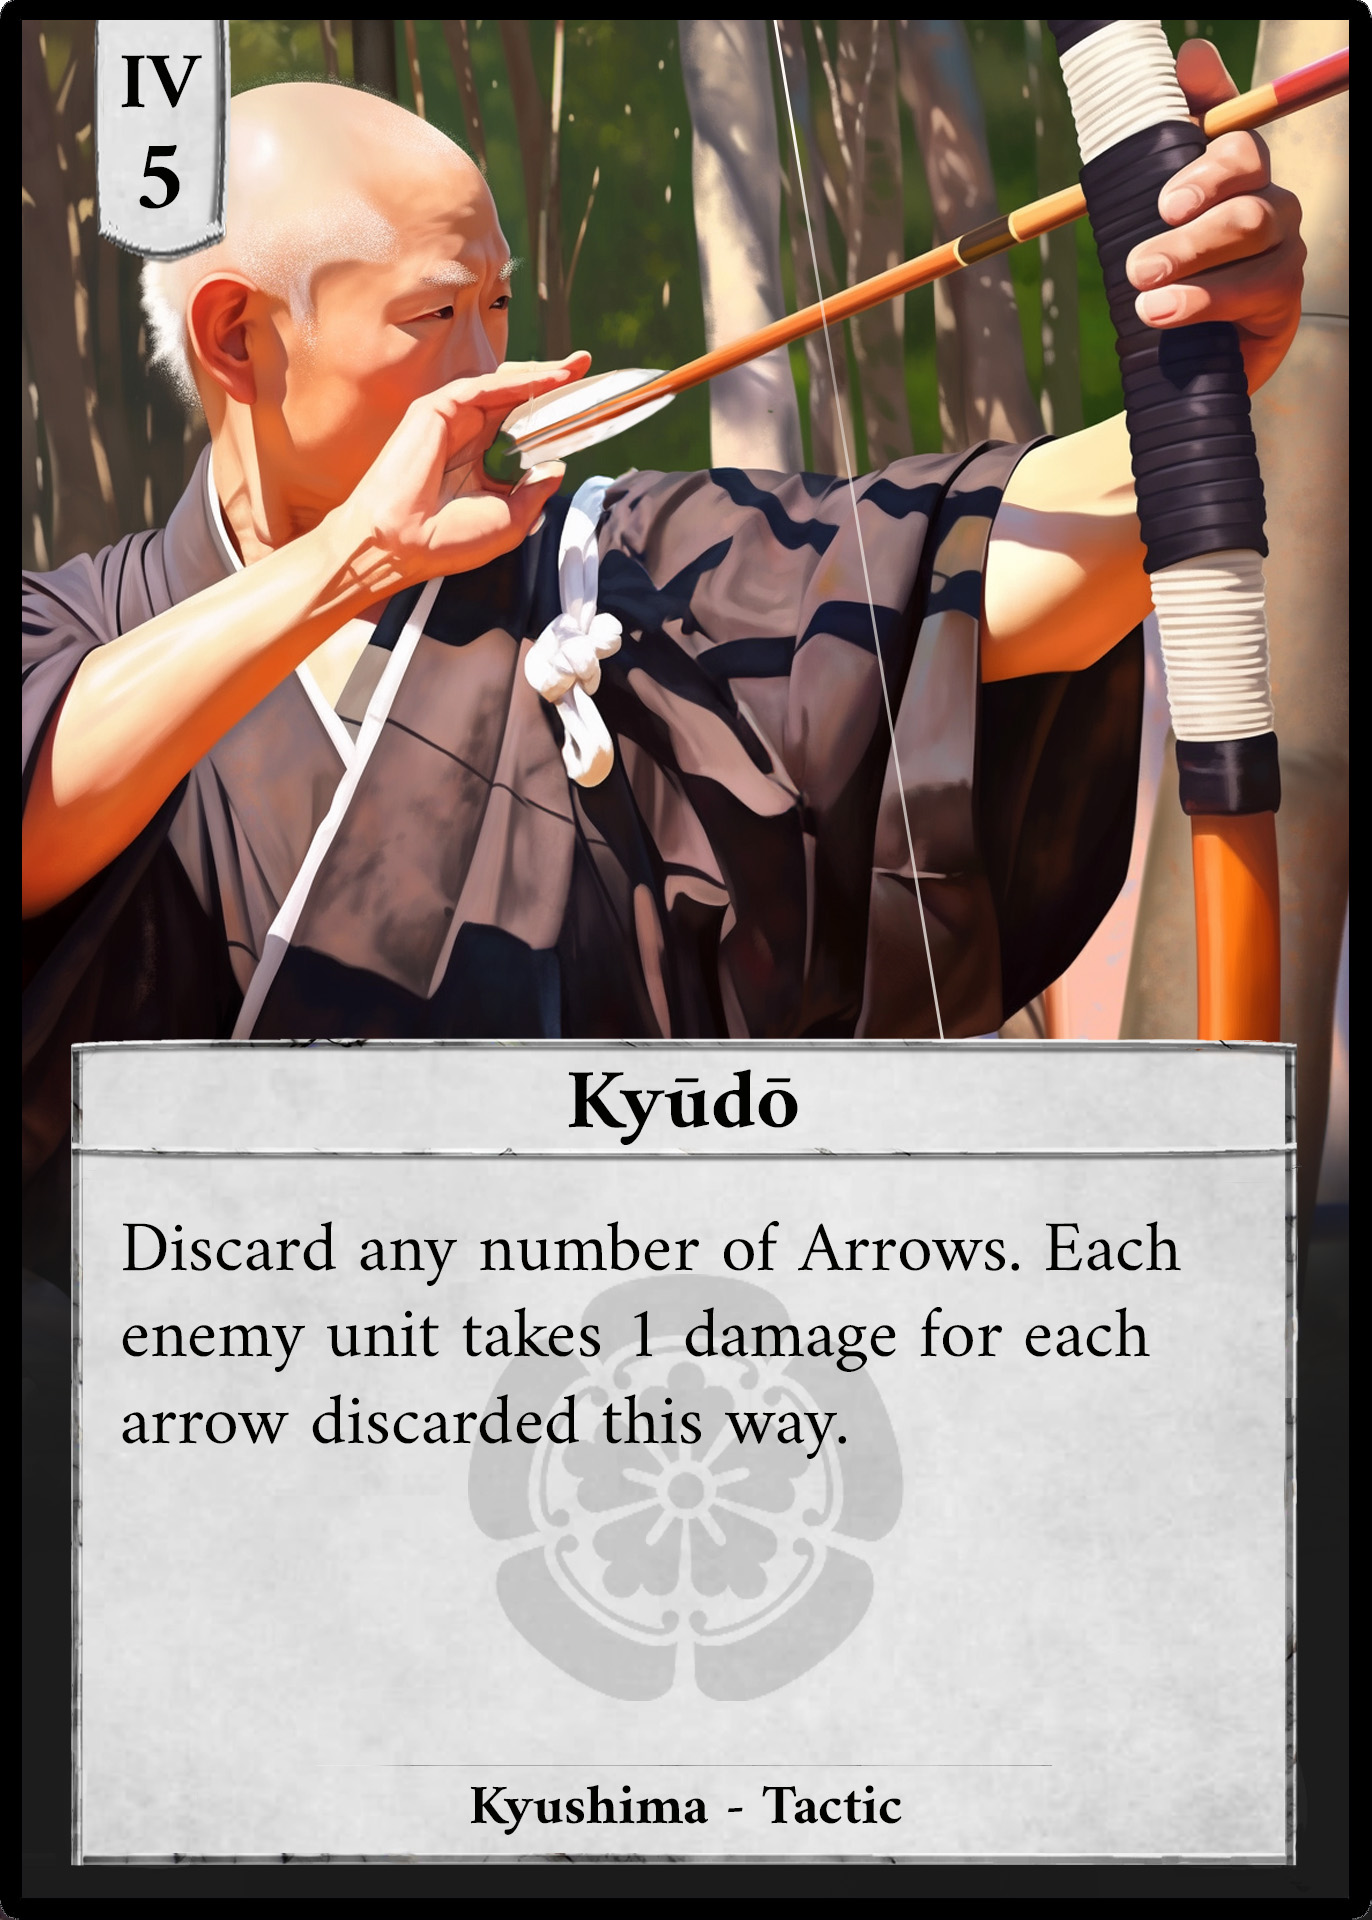 IV
5
Kyūdō
Discard any number of Arrows. Each
enemy unit takes 1 damage for each
arrow discarded this way.
Kyushima - Tactic